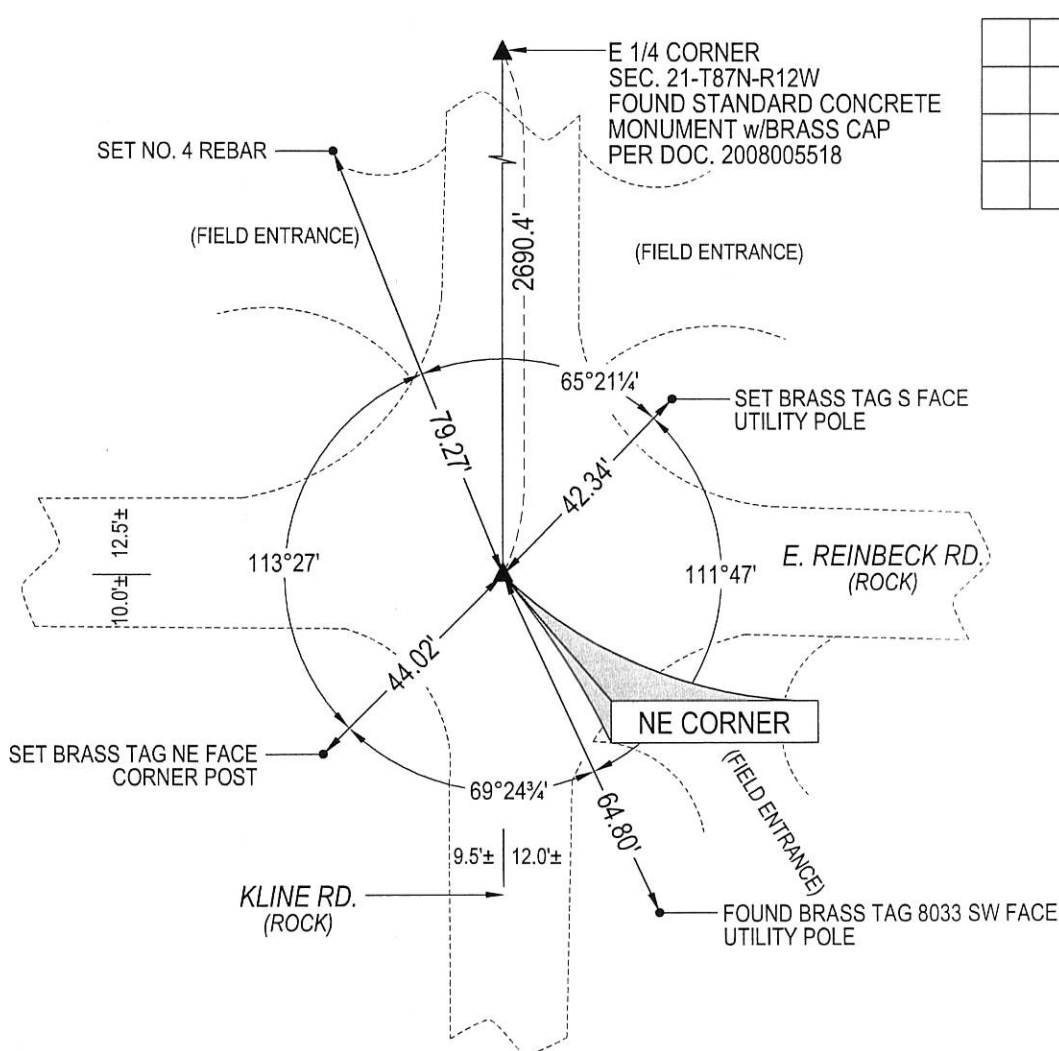 E 1/4 CORNER
SEC. 21-T87N-R12W
FOUND STANDARD CONCRETE
MONUMENT w/BRASS CAP
PER DOC. 2008005518
SET NO. 4 REBAR
(FIELD ENTRANCE)
(FIELD ENTRANCE)
2690.4'
65°21¼'
SET BRASS TAG S FACE
UTILITY POLE
79.27'
42.34'
12.5'±
10.0'±
113°27'
111°47'
E. REINBECK RD.
(ROCK)
44.02'
NE CORNER
SET BRASS TAG NE FACE
CORNER POST
69°24¾'
64.80'
(FIELD ENTRANCE)
9.5'±
12.0'±
KLINE RD.
(ROCK)
FOUND BRASS TAG 8033 SW FACE
UTILITY POLE